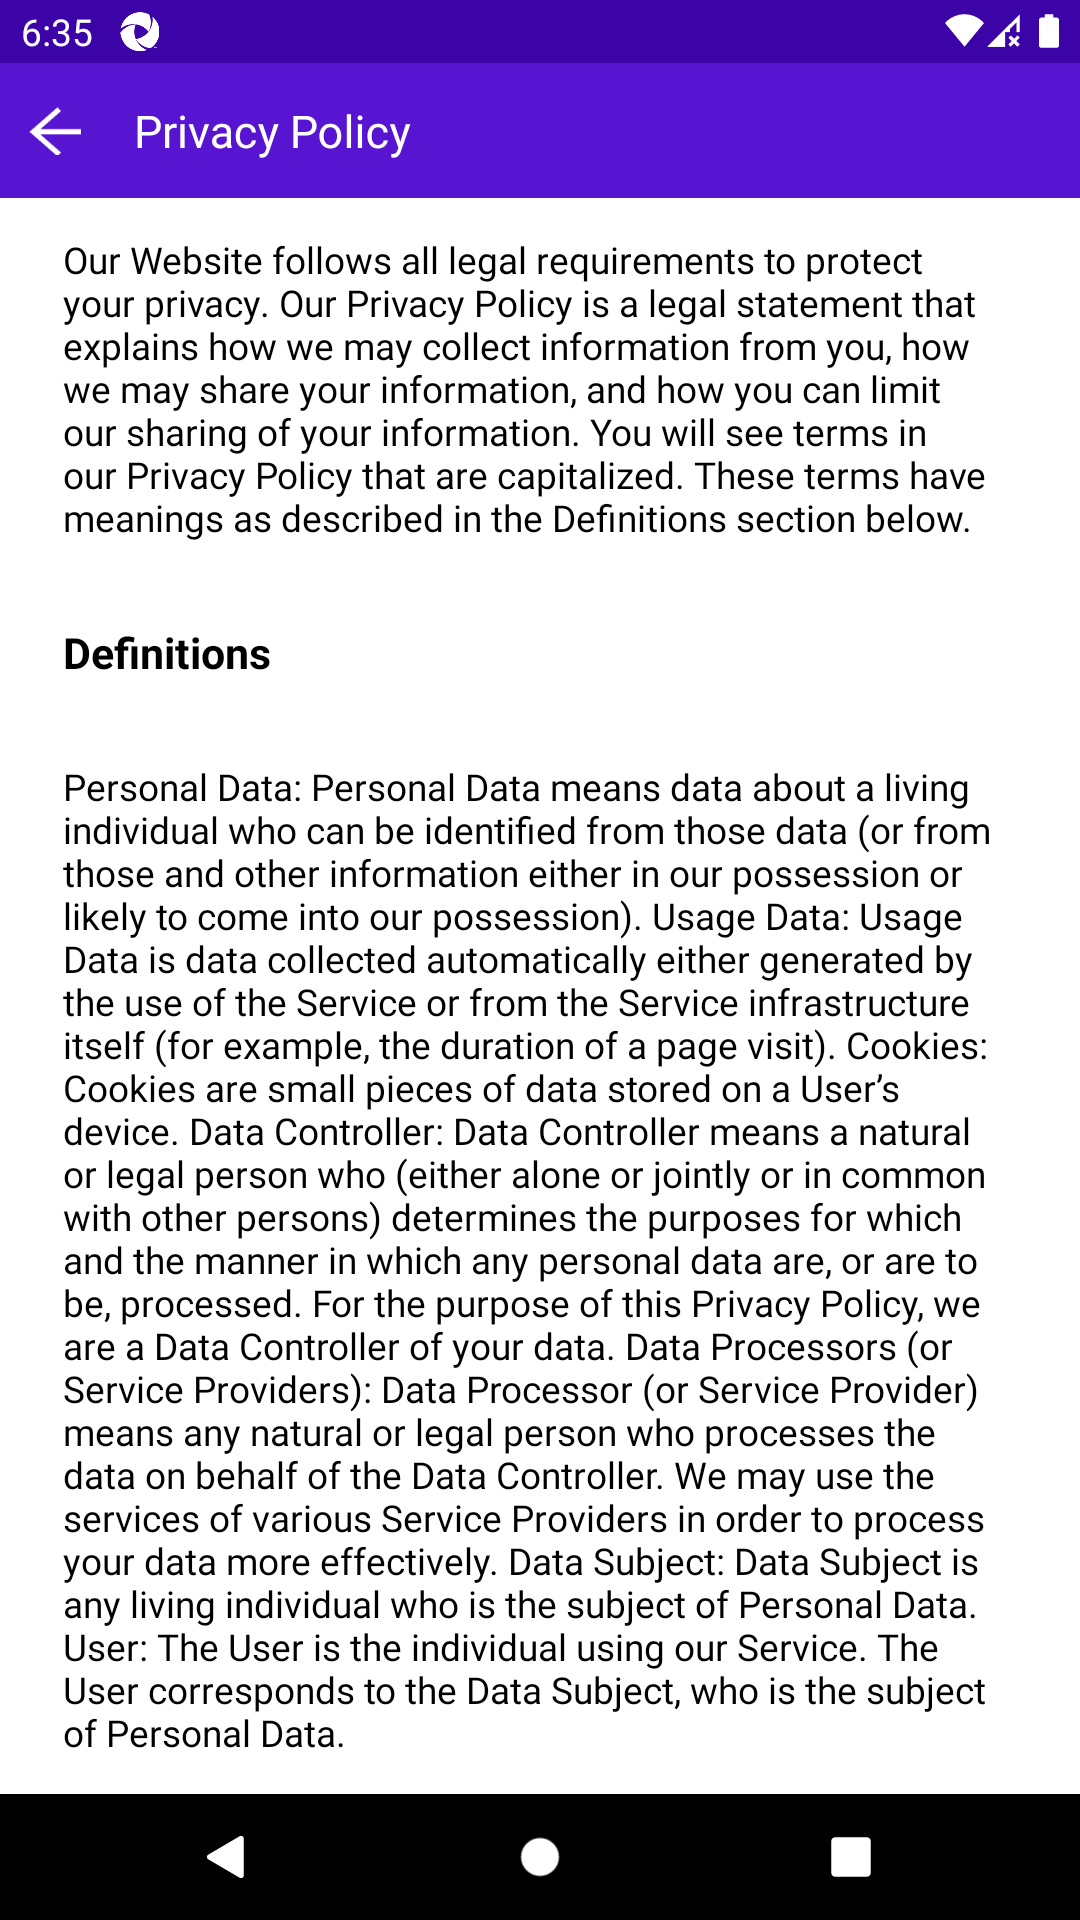 6:35
Privacy Policy
Our Website follows all legal requirements to protect
your privacy. Our Privacy Policy is a legal statement that
explains how we may collect information from you, how
we may share your information, and how you can limit
our sharing of your information. You will see terms in
our Privacy Policy that are capitalized. These terms have
meanings as described in the Definitions section below.
Definitions
Personal Data: Personal Data means data about a living
individual who can be identified from those data (or from
those and other information either in our possession or
likely to come into our possession). Usage Data: Usage
Data is data collected automatically either generated by
the use of the Service or from the Service infrastructure
itself (for example, the duration of a page visit). Cookies:
Cookies are small pieces of data stored on a User’s
device. Data Controller: Data Controller means a natural
or legal person who (either alone or jointly or in common
with other persons) determines the purposes for which
and the manner in which any personal data are, or are to
be, processed. For the purpose of this Privacy Policy, we
are a Data Controller of your data. Data Processors (or
Service Providers): Data Processor (or Service Provider)
means any natural or legal person who processes the
data on behalf of the Data Controller. We may use the
services of various Service Providers in order to process
your data more effectively. Data Subject: Data Subject is
any living individual who is the subject of Personal Data.
User: The User is the individual using our Service. The
User corresponds to the Data Subject, who is the subject
of Personal Data.